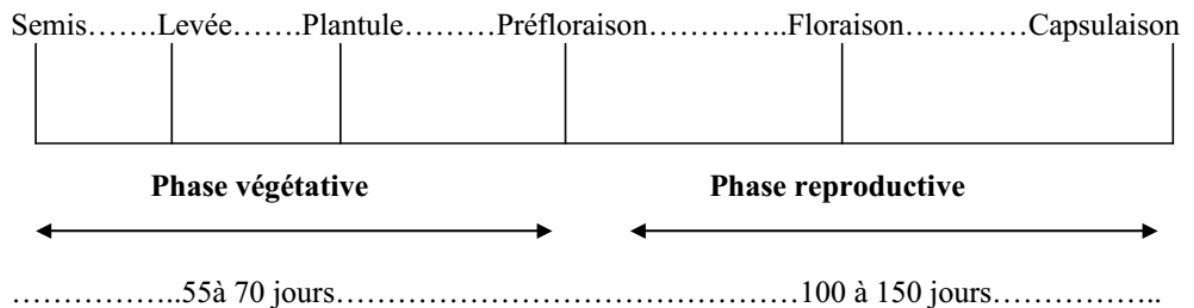 Semis…….Levée…….Plantule………Préfloraison…………..Floraison…………Capsulaison
Phase végétative Phase reproductive
……………..55à 70 jours………………………………………100 à 150 jours……………..